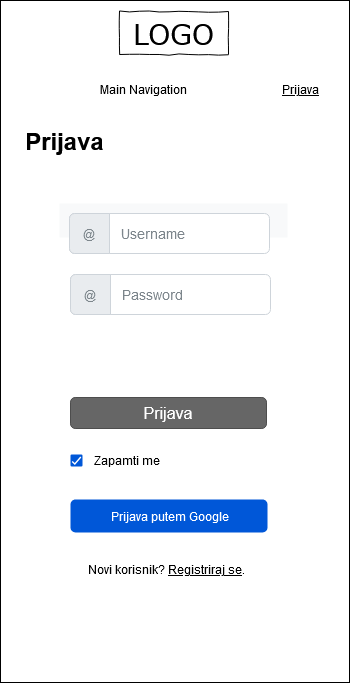 LOGO
Main Navigation Prijava
Prijava
@ Username
@ Password
Prijava
Zapamti me
Prijava putem Google
Novi korisnik? Registriraj se.